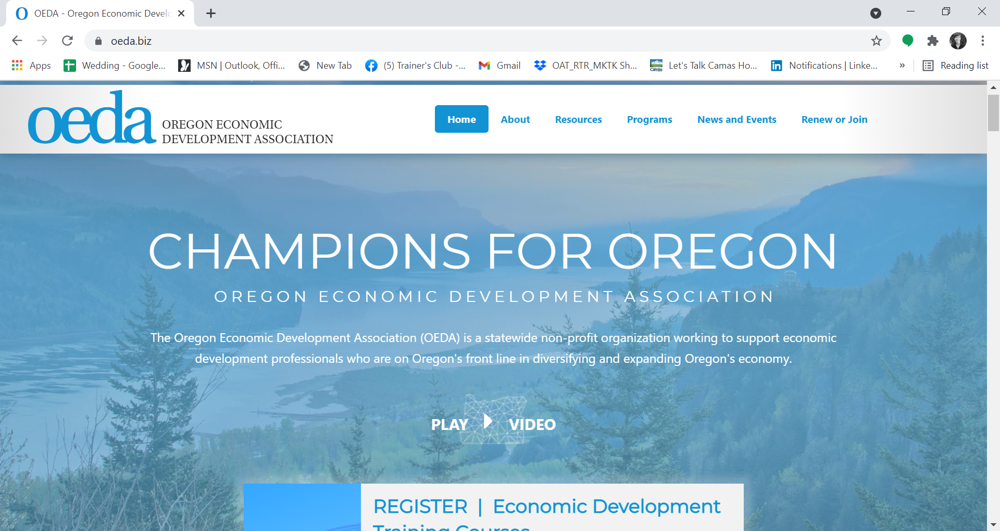 OEDA - Oregon Economic Develo
oeda.biz
Apps
Wedding - Google...
MSN | Outlook, Offi...
New Tab
(5) Trainer's Club -...
Gmail
OAT_RTR_MKTK Sh...
Let's Talk Camas Ho...
Notifications | Linke...
»
Reading list
oeda
OREGON ECONOMIC
DEVELOPMENT ASSOCIATION
Home
About
Resources
Programs
News and Events
Renew or Join
CHAMPIONS FOR OREGON
OREGON ECONOMIC DEVELOPMENT ASSOCIATION
The Oregon Economic Development Association (OEDA) is a statewide non-profit organization working to support economic
development professionals who are on Oregon's front line in diversifying and expanding Oregon's economy.
PLAY VIDEO
REGISTER | Economic Development
Training Courses